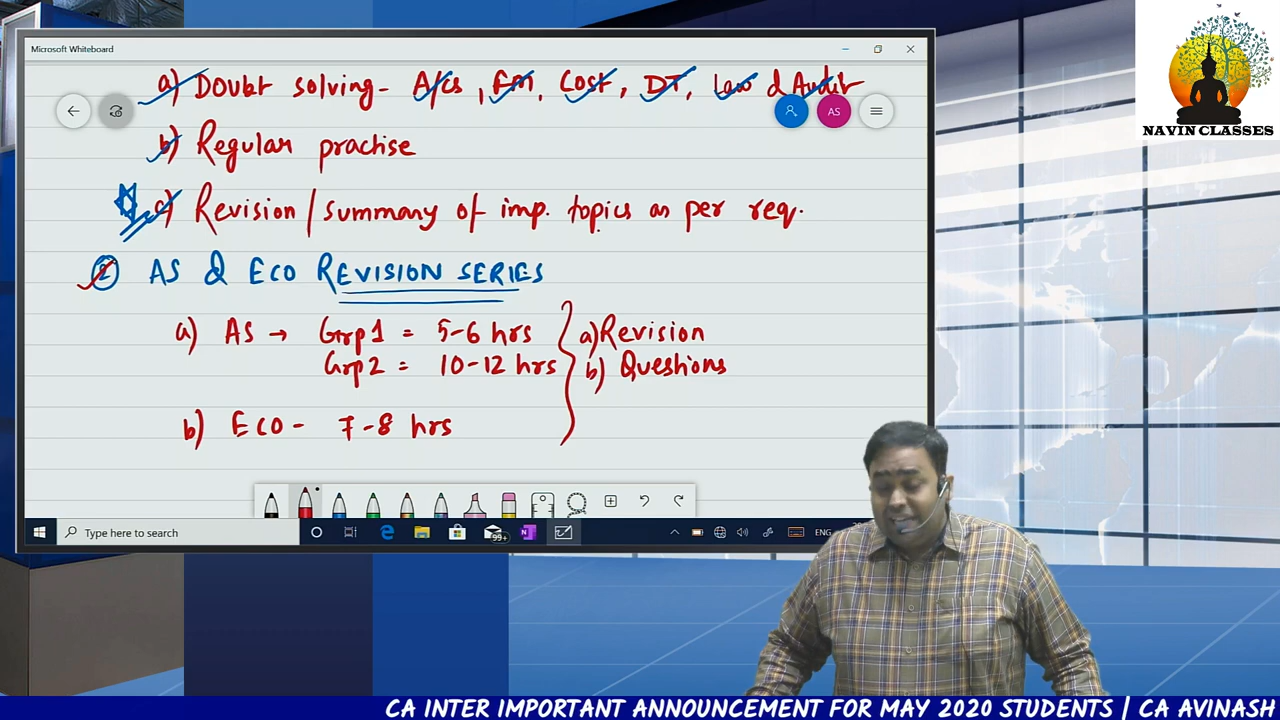 Microsoft Whiteboard
a) Doubt solving - A/cs, FM, Cost, DT, Law & Audit
AS
NAVIN CLASSES
b) Regular practise
c) Revision / summary of imp. topics as per req.
② AS & ECO REVISION SERIES
a) AS → Grp1 = 5-6 hrs a) Revision
Grp2 = 10-12 hrs b) Questions
b) ECO - 7-8 hrs
Type here to search
99+
ENG
CA INTER IMPORTANT ANNOUNCEMENT FOR MAY 2020 STUDENTS | CA AVINASH